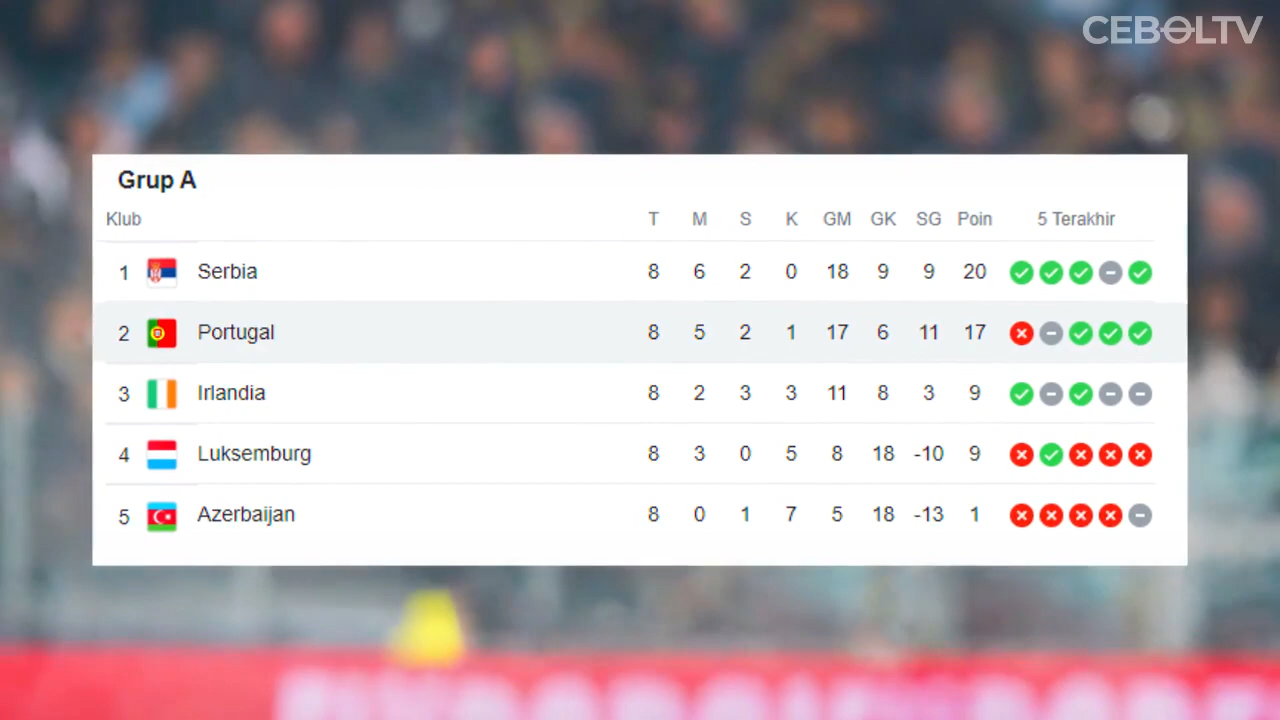 CEBOLTV
Grup A
Klub T M S K GM GK SG Poin 5 Terakhir
1 Serbia 8 6 2 0 18 9 9 20
2 Portugal 8 5 2 1 17 6 11 17
3 Irlandia 8 2 3 3 11 8 3 9
4 Luksemburg 8 3 0 5 8 18 -10 9
5 Azerbaijan 8 0 1 7 5 18 -13 1